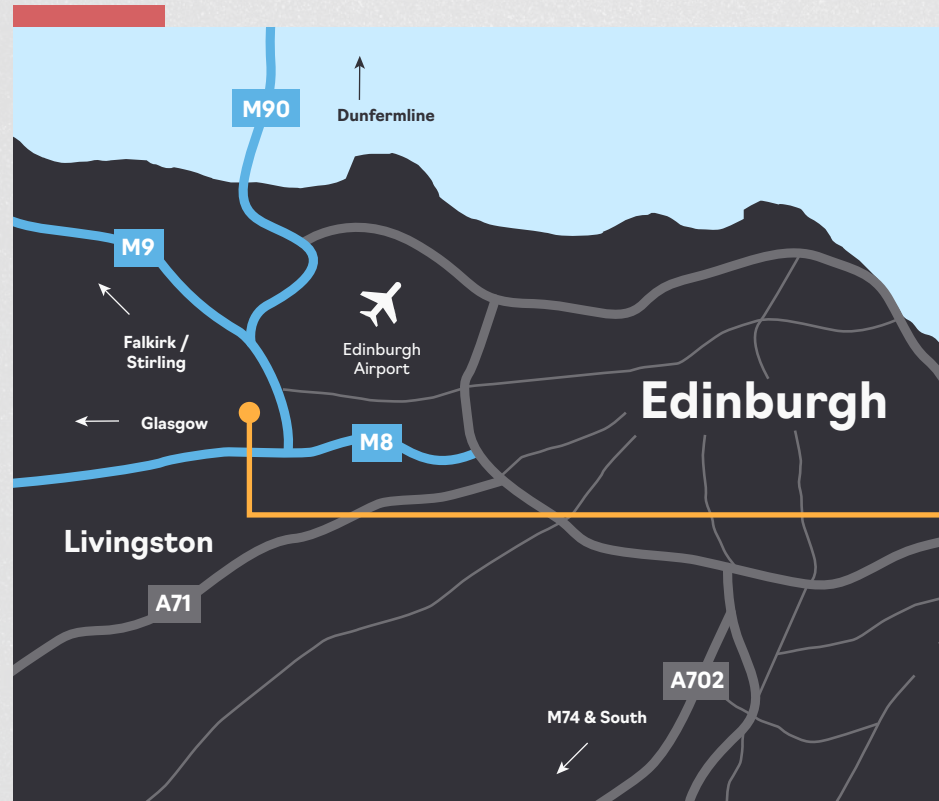 M90
Dunfermline
M9
Falkirk /
Stirling
Edinburgh
Airport
Edinburgh
Glasgow
M8
Livingston
A71
A702
M74 & South